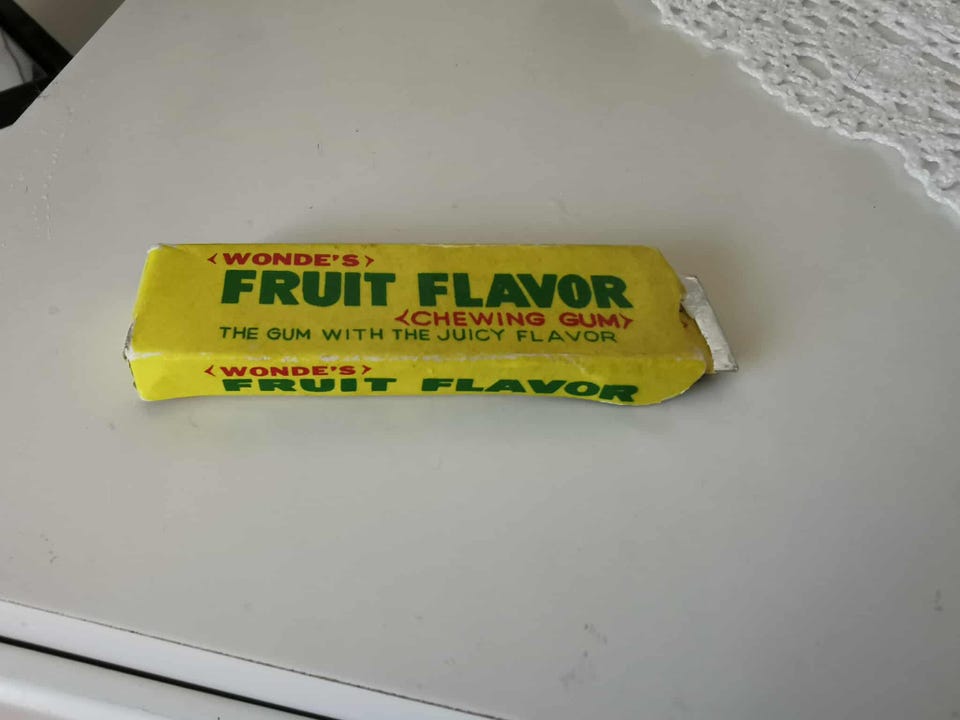 <WONDE'S>
FRUIT FLAVOR
<CHEWING GUM>
THE GUM WITH THE JUICY FLAVOR
<WONDE'S>
FRUIT FLAVOR